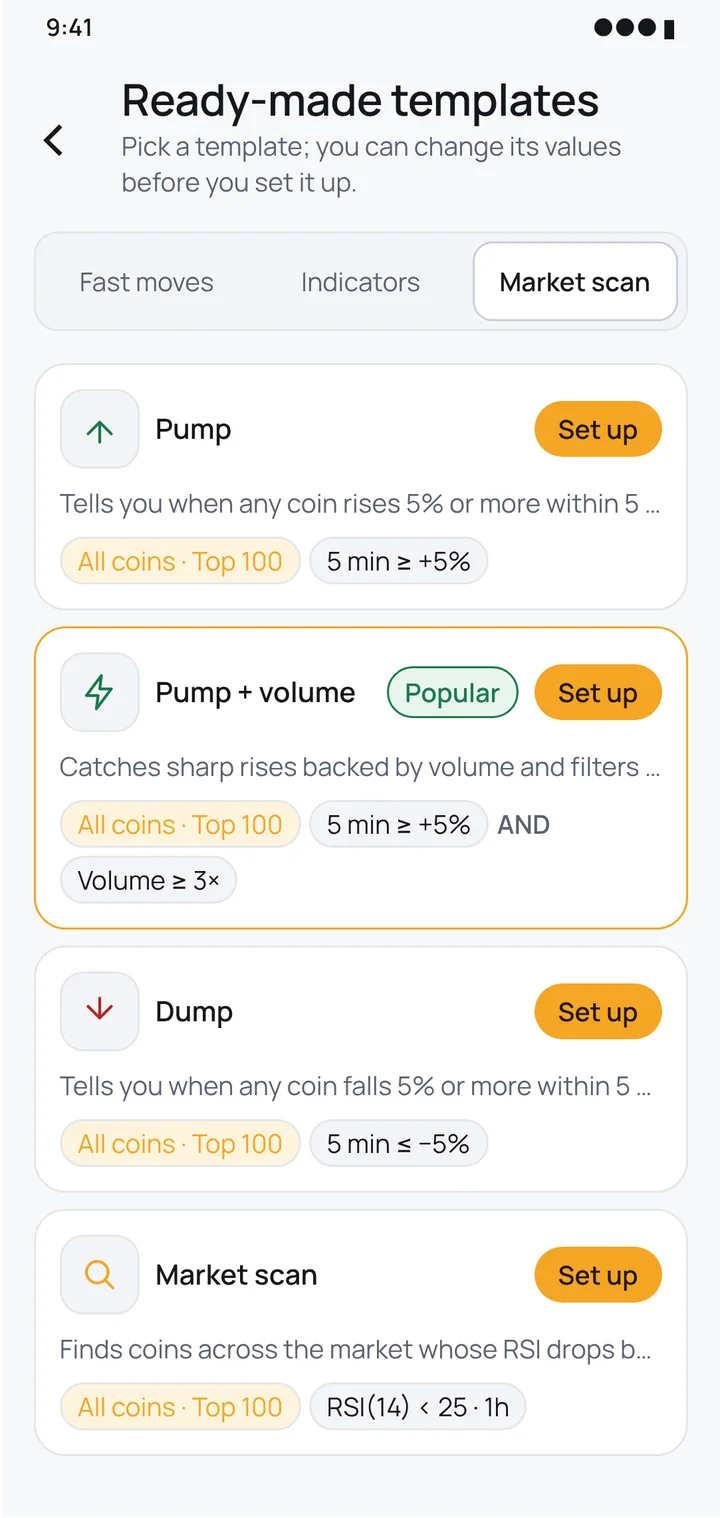 9:41
Ready-made templates
Pick a template; you can change its values
before you set it up.
Fast moves Indicators Market scan
Pump Set up
Tells you when any coin rises 5% or more within 5 ...
All coins · Top 100 5 min ≥ +5%
Pump + volume Popular Set up
Catches sharp rises backed by volume and filters ...
All coins · Top 100 5 min ≥ +5% AND
Volume ≥ 3×
Dump Set up
Tells you when any coin falls 5% or more within 5 ...
All coins · Top 100 5 min ≤ −5%
Market scan Set up
Finds coins across the market whose RSI drops b...
All coins · Top 100 RSI(14) < 25 · 1h